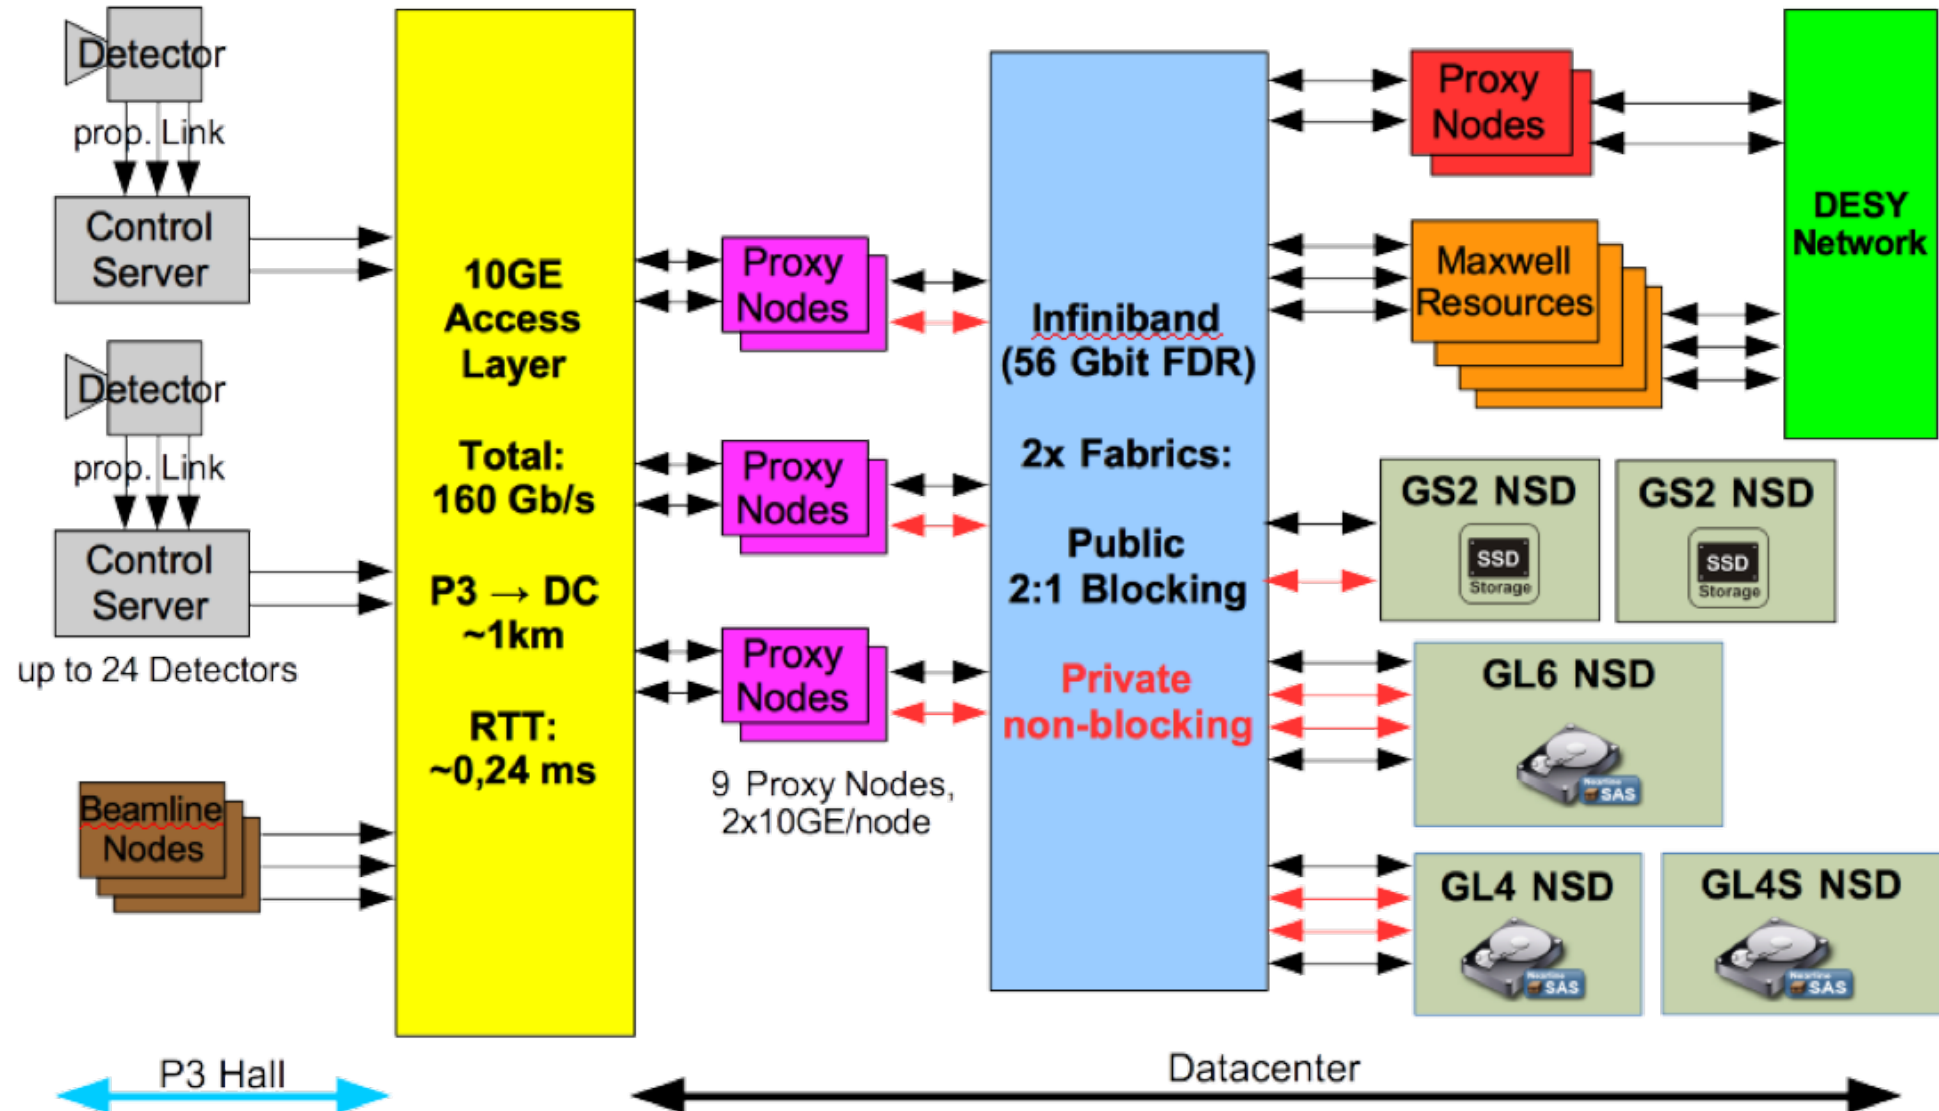 Detector
prop. Link
Control
Server
Detector
prop. Link
Control
Server
up to 24 Detectors
Beamline
Nodes
P3 Hall
10GE
Access
Layer
Total:
160 Gb/s
P3 → DC
~1km
RTT:
~0,24 ms
Proxy
Nodes
Proxy
Nodes
Proxy
Nodes
9 Proxy Nodes,
2x10GE/node
Infiniband
(56 Gbit FDR)
2x Fabrics:
Public
2:1 Blocking
Private
non-blocking
Proxy
Nodes
Maxwell
Resources
DESY
Network
GS2 NSD
SSD
Storage
GS2 NSD
SSD
Storage
GL6 NSD
Nearline
SAS
GL4 NSD
Nearline
SAS
GL4S NSD
Nearline
SAS
Datacenter